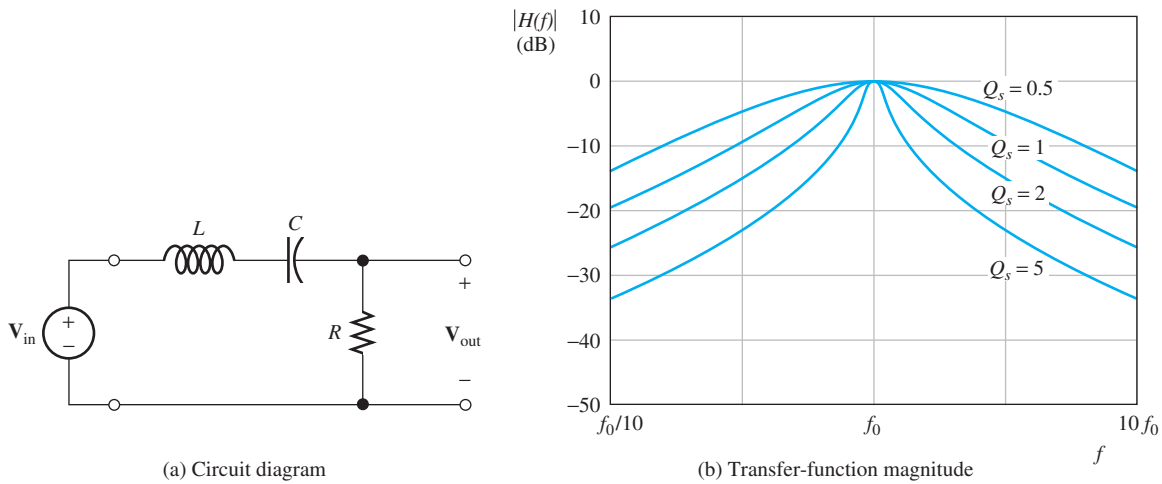 L
C
V_in
+
−
R
+
V_out
−
(a) Circuit diagram
|H(f)|
(dB)
10
0
−10
−20
−30
−40
−50
Q_s = 0.5
Q_s = 1
Q_s = 2
Q_s = 5
f_0/10
f_0
10 f_0
f
(b) Transfer-function magnitude